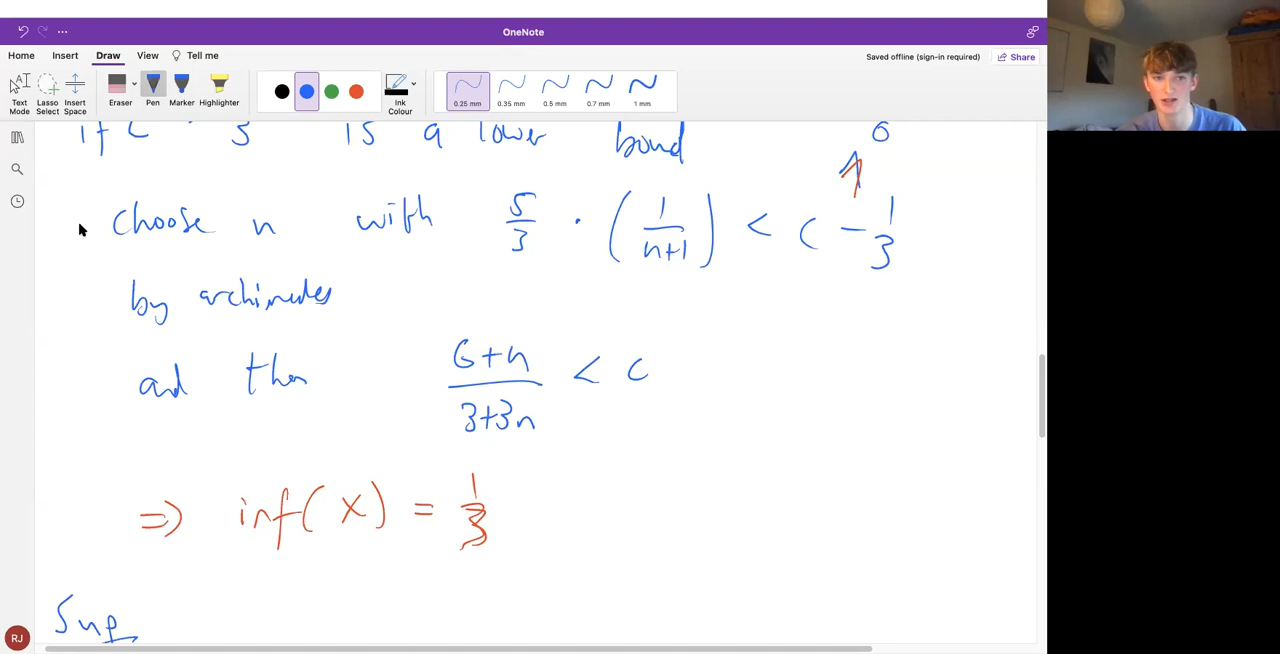 OneNote
Home Insert Draw View Tell me
Saved offline (sign-in required) Share
Text Mode
Lasso Select
Insert Space
Eraser
Pen
Marker
Highlighter
Ink Colour
0.25 mm
0.35 mm
0.5 mm
0.7 mm
1 mm
is a lower bond 0
choose n with 5/3 · (1/(n+1)) < c - 1/3
by archimedes
and then (6+n)/(3+3n) < c
⇒ inf(X) = 1/3
Sup
RJ